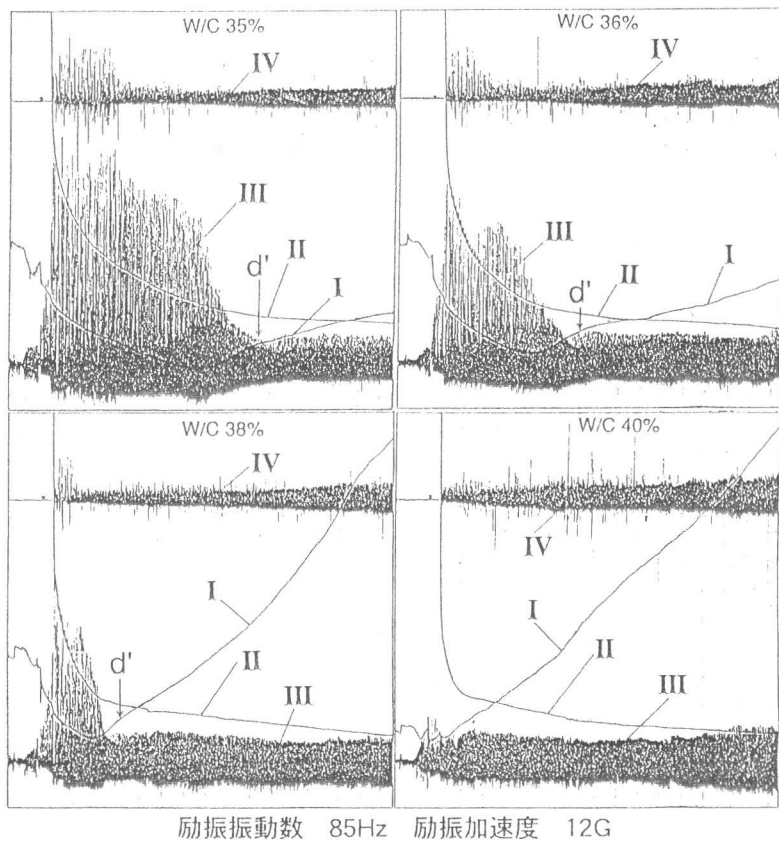 W/C 35%
IV
III
II
d'
I
W/C 36%
IV
III
II
I
d'
W/C 38%
IV
I
d'
II
III
W/C 40%
IV
I
II
III
励振振動数 85Hz 励振加速度 12G